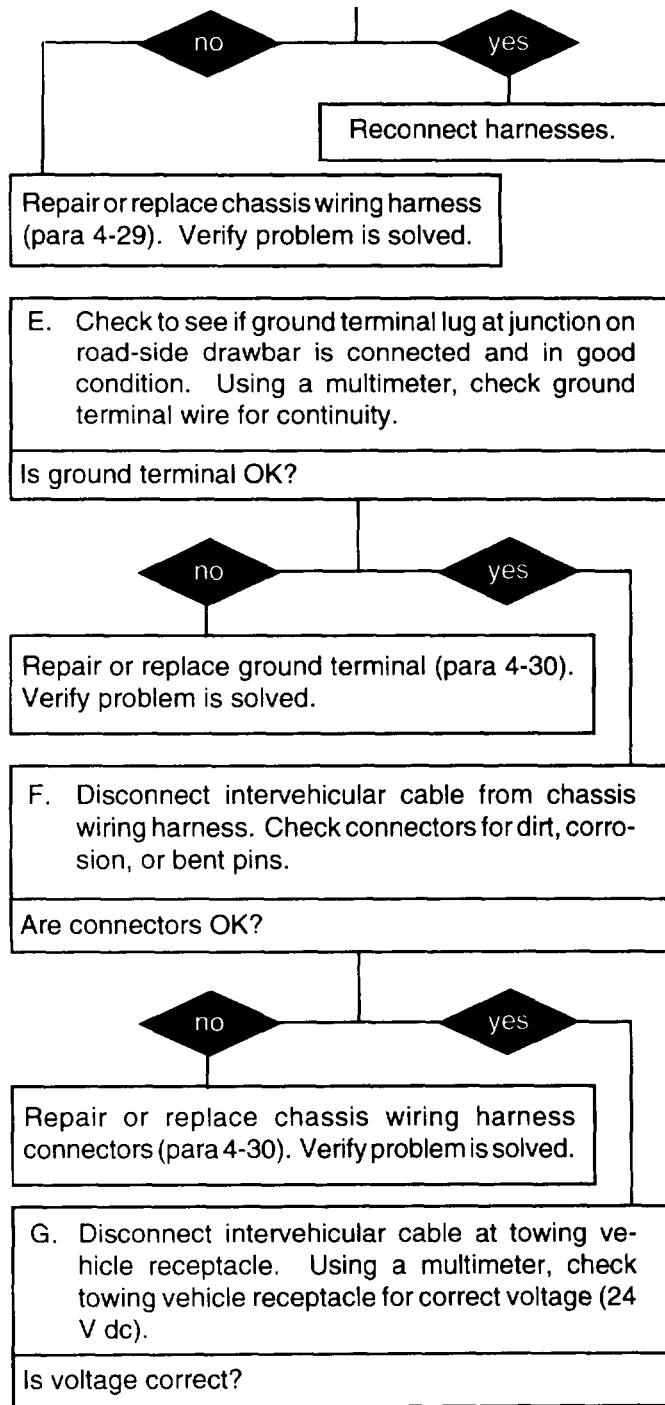 no
yes
Reconnect harnesses.
Repair or replace chassis wiring harness
(para 4-29). Verify problem is solved.
E. Check to see if ground terminal lug at junction on
road-side drawbar is connected and in good
condition. Using a multimeter, check ground
terminal wire for continuity.
Is ground terminal OK?
no
yes
Repair or replace ground terminal (para 4-30).
Verify problem is solved.
F. Disconnect intervehicular cable from chassis
wiring harness. Check connectors for dirt, corro-
sion, or bent pins.
Are connectors OK?
no
yes
Repair or replace chassis wiring harness
connectors (para 4-30). Verify problem is solved.
G. Disconnect intervehicular cable at towing ve-
hicle receptacle. Using a multimeter, check
towing vehicle receptacle for correct voltage (24
V dc).
Is voltage correct?